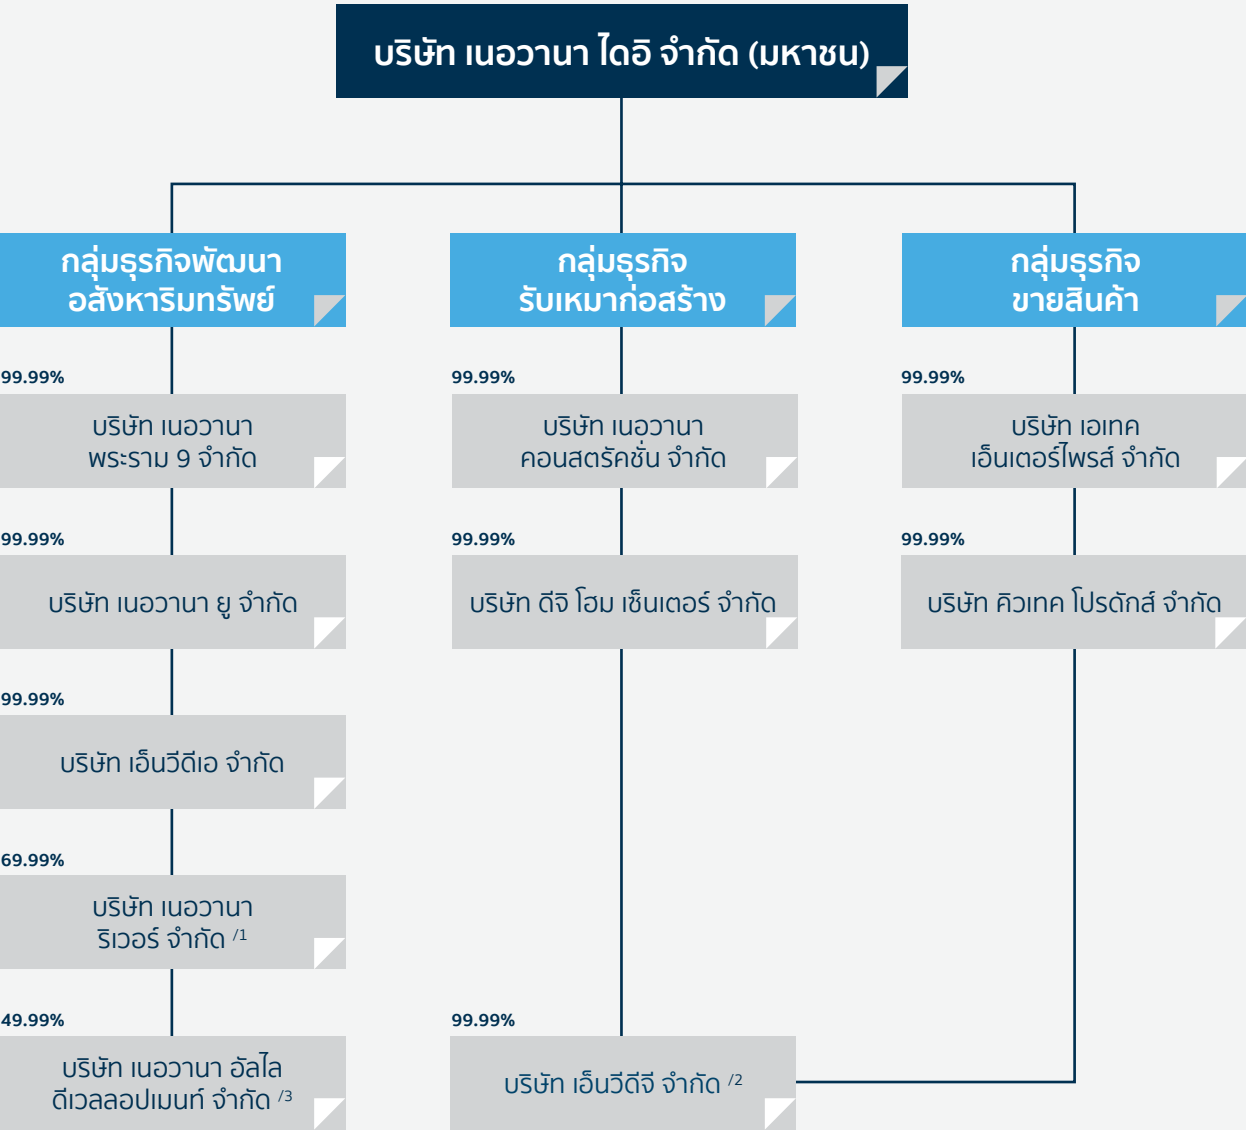 บริษัท เนอวานา ไดอิ จำกัด (มหาชน)
กลุ่มธุรกิจพัฒนา
อสังหาริมทรัพย์
99.99%
บริษัท เนอวานา
พระราม 9 จำกัด
99.99%
บริษัท เนอวานา ยู จำกัด
99.99%
บริษัท เอ็นวีดีเอ จำกัด
69.99%
บริษัท เนอวานา
ริเวอร์ จำกัด /1
49.99%
บริษัท เนอวานา อัลไล
ดีเวลลอปเมนท์ จำกัด /3
กลุ่มธุรกิจ
รับเหมาก่อสร้าง
99.99%
บริษัท เนอวานา
คอนสตรัคชั่น จำกัด
99.99%
บริษัท ดีจิ โฮม เซ็นเตอร์ จำกัด
99.99%
บริษัท เอ็นวีดีจี จำกัด /2
กลุ่มธุรกิจ
ขายสินค้า
99.99%
บริษัท เอเทค
เอ็นเตอร์ไพรส์ จำกัด
99.99%
บริษัท คิวเทค โปรดักส์ จำกัด